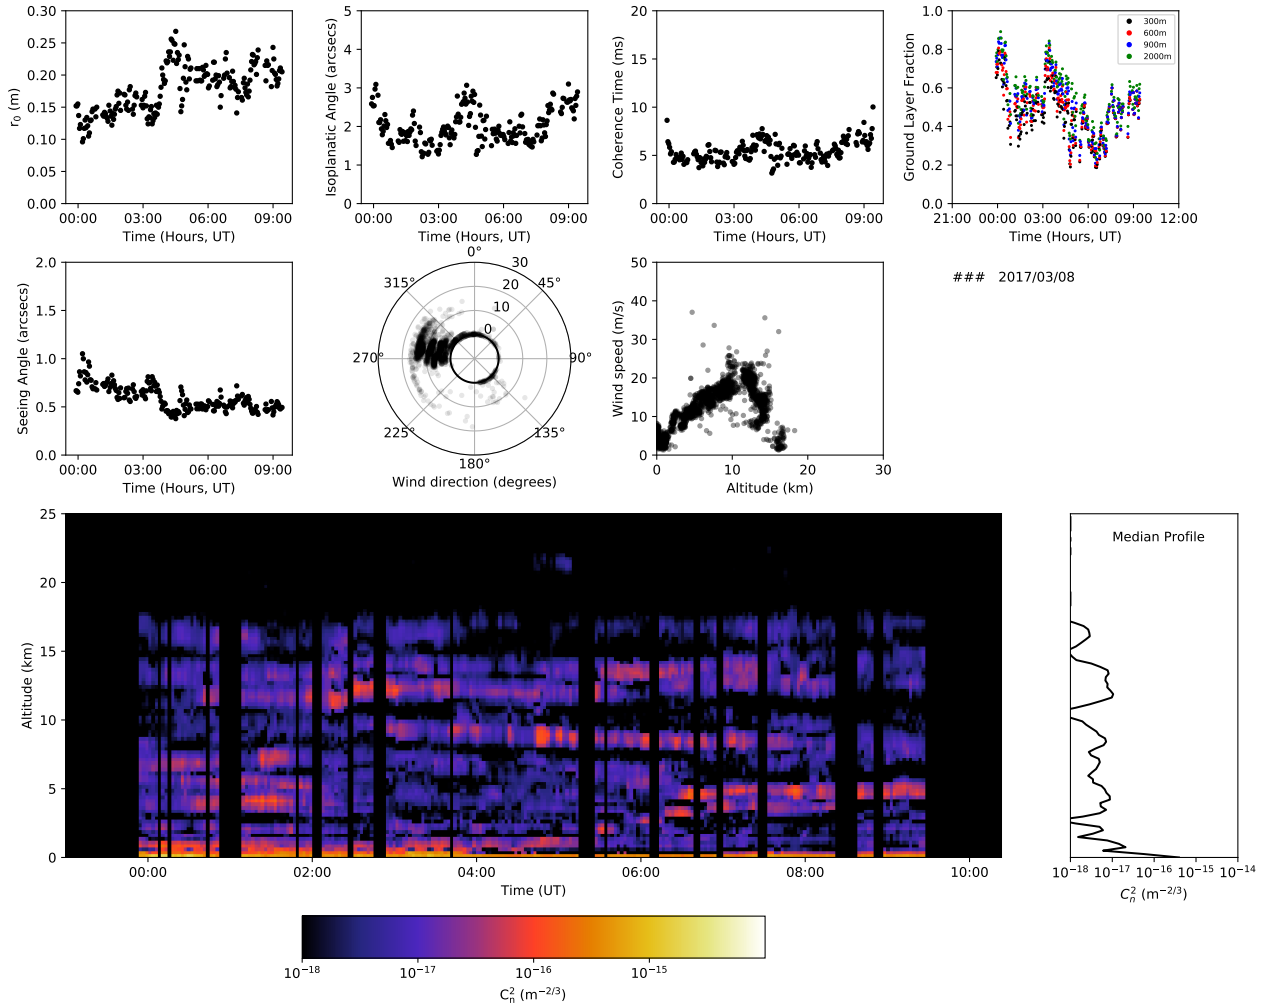 0.30
0.25
0.20
0.15
0.10
0.05
0.00
r0 (m)
00:00 03:00 06:00 09:00
Time (Hours, UT)
5
4
3
2
1
0
Isoplanatic Angle (arcsecs)
00:00 03:00 06:00 09:00
Time (Hours, UT)
20
15
10
5
0
Coherence Time (ms)
00:00 03:00 06:00 09:00
Time (Hours, UT)
1.0
0.8
0.6
0.4
0.2
0.0
Ground Layer Fraction
300m
600m
900m
2000m
21:00 00:00 03:00 06:00 09:00 12:00
Time (Hours, UT)
2.0
1.5
1.0
0.5
0.0
Seeing Angle (arcsecs)
00:00 03:00 06:00 09:00
Time (Hours, UT)
0°
45°
90°
135°
180°
225°
270°
315°
30
20
10
0
Wind direction (degrees)
50
40
30
20
10
0
Wind speed (m/s)
0 10 20 30
Altitude (km)
### 2017/03/08
25
20
15
10
5
0
Altitude (km)
00:00 02:00 04:00 06:00 08:00 10:00
Time (UT)
Median Profile
10⁻¹⁸ 10⁻¹⁷ 10⁻¹⁶ 10⁻¹⁵ 10⁻¹⁴
C²ₙ (m⁻²/³)
10⁻¹⁸ 10⁻¹⁷ 10⁻¹⁶ 10⁻¹⁵
C²ₙ (m⁻²/³)